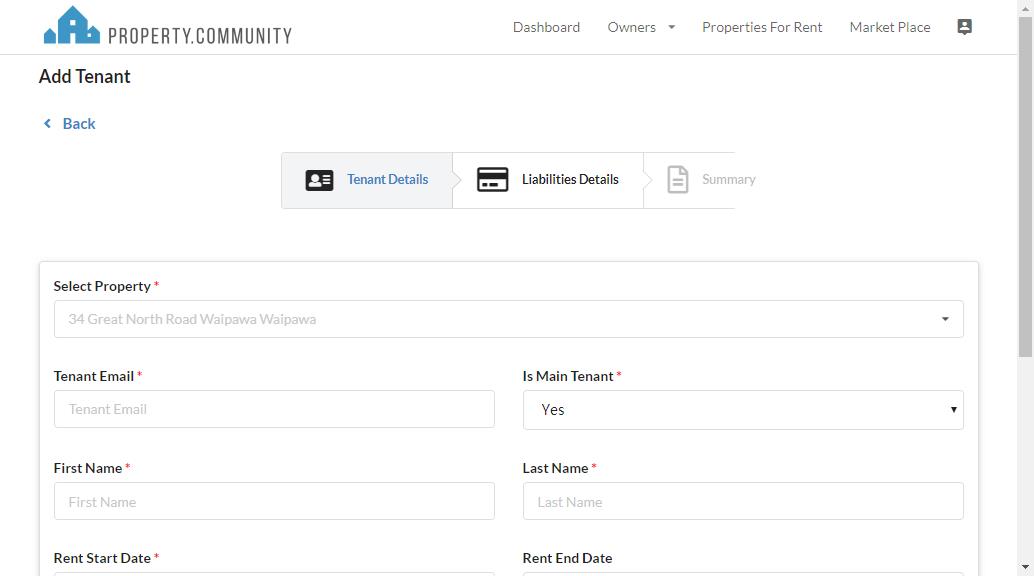 PROPERTY.COMMUNITY
Dashboard Owners Properties For Rent Market Place
Add Tenant
Back
Tenant Details Liabilities Details Summary
Select Property *
34 Great North Road Waipawa Waipawa
Tenant Email * Is Main Tenant *
Tenant Email Yes
First Name * Last Name *
First Name Last Name
Rent Start Date * Rent End Date